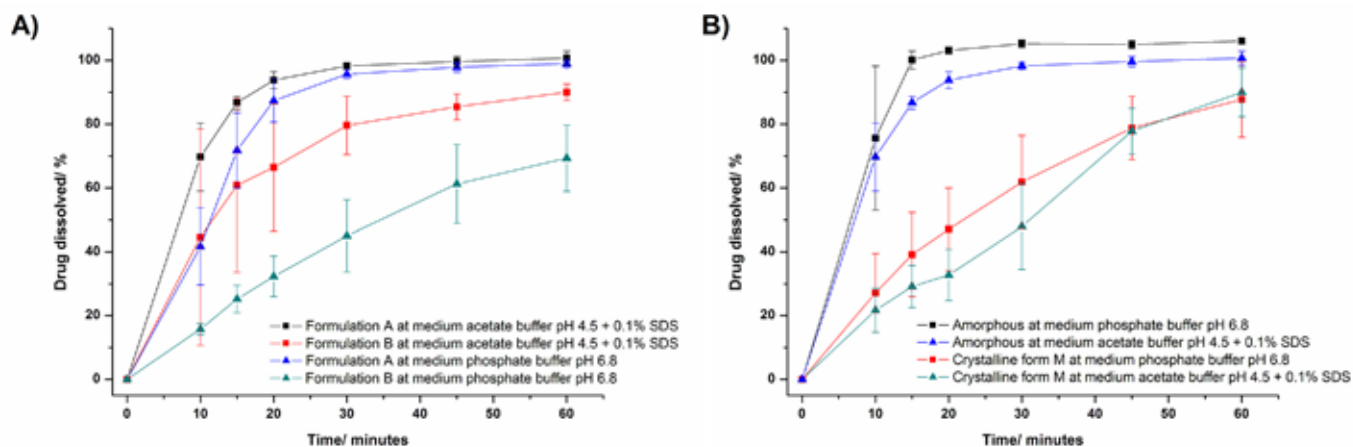 A)
100
80
60
40
20
0
Drug dissolved/ %
Formulation A at medium acetate buffer pH 4.5 + 0.1% SDS
Formulation B at medium acetate buffer pH 4.5 + 0.1% SDS
Formulation A at medium phosphate buffer pH 6.8
Formulation B at medium phosphate buffer pH 6.8
0 10 20 30 40 50 60
Time/ minutes
B)
100
80
60
40
20
0
Drug dissolved/ %
Amorphous at medium phosphate buffer pH 6.8
Amorphous at medium acetate buffer pH 4.5 + 0.1% SDS
Crystalline form M at medium phosphate buffer pH 6.8
Crystalline form M at medium acetate buffer pH 4.5 + 0.1% SDS
0 10 20 30 40 50 60
Time/ minutes